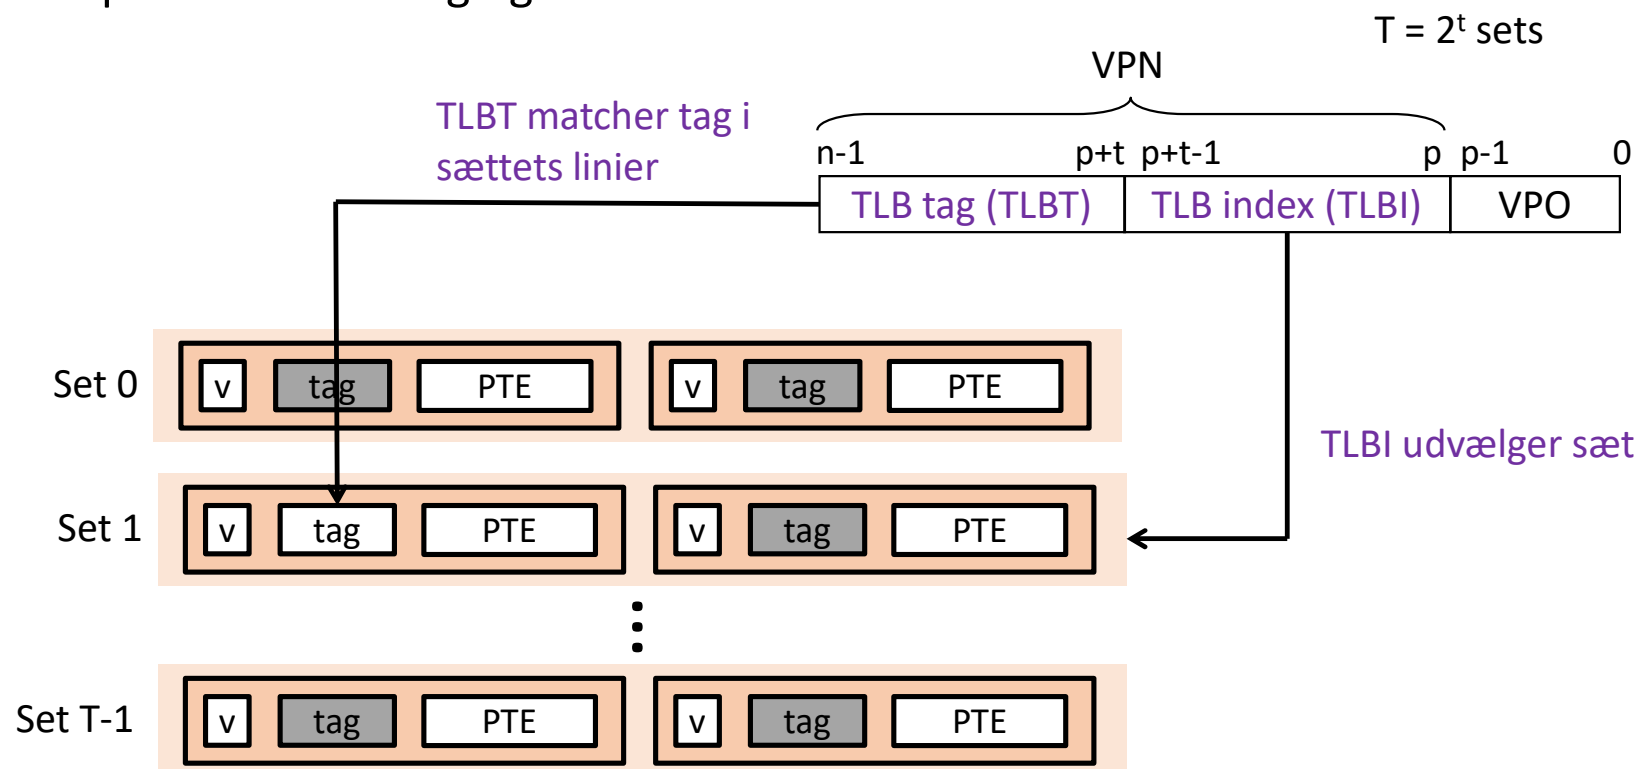 T = 2ᵗ sets
VPN
TLBT matcher tag i
sættets linier
n-1 p+t p+t-1 p p-1 0
TLB tag (TLBT) TLB index (TLBI) VPO
Set 0 v tag PTE v tag PTE
TLBI udvælger sæt
Set 1 v tag PTE v tag PTE
Set T-1 v tag PTE v tag PTE